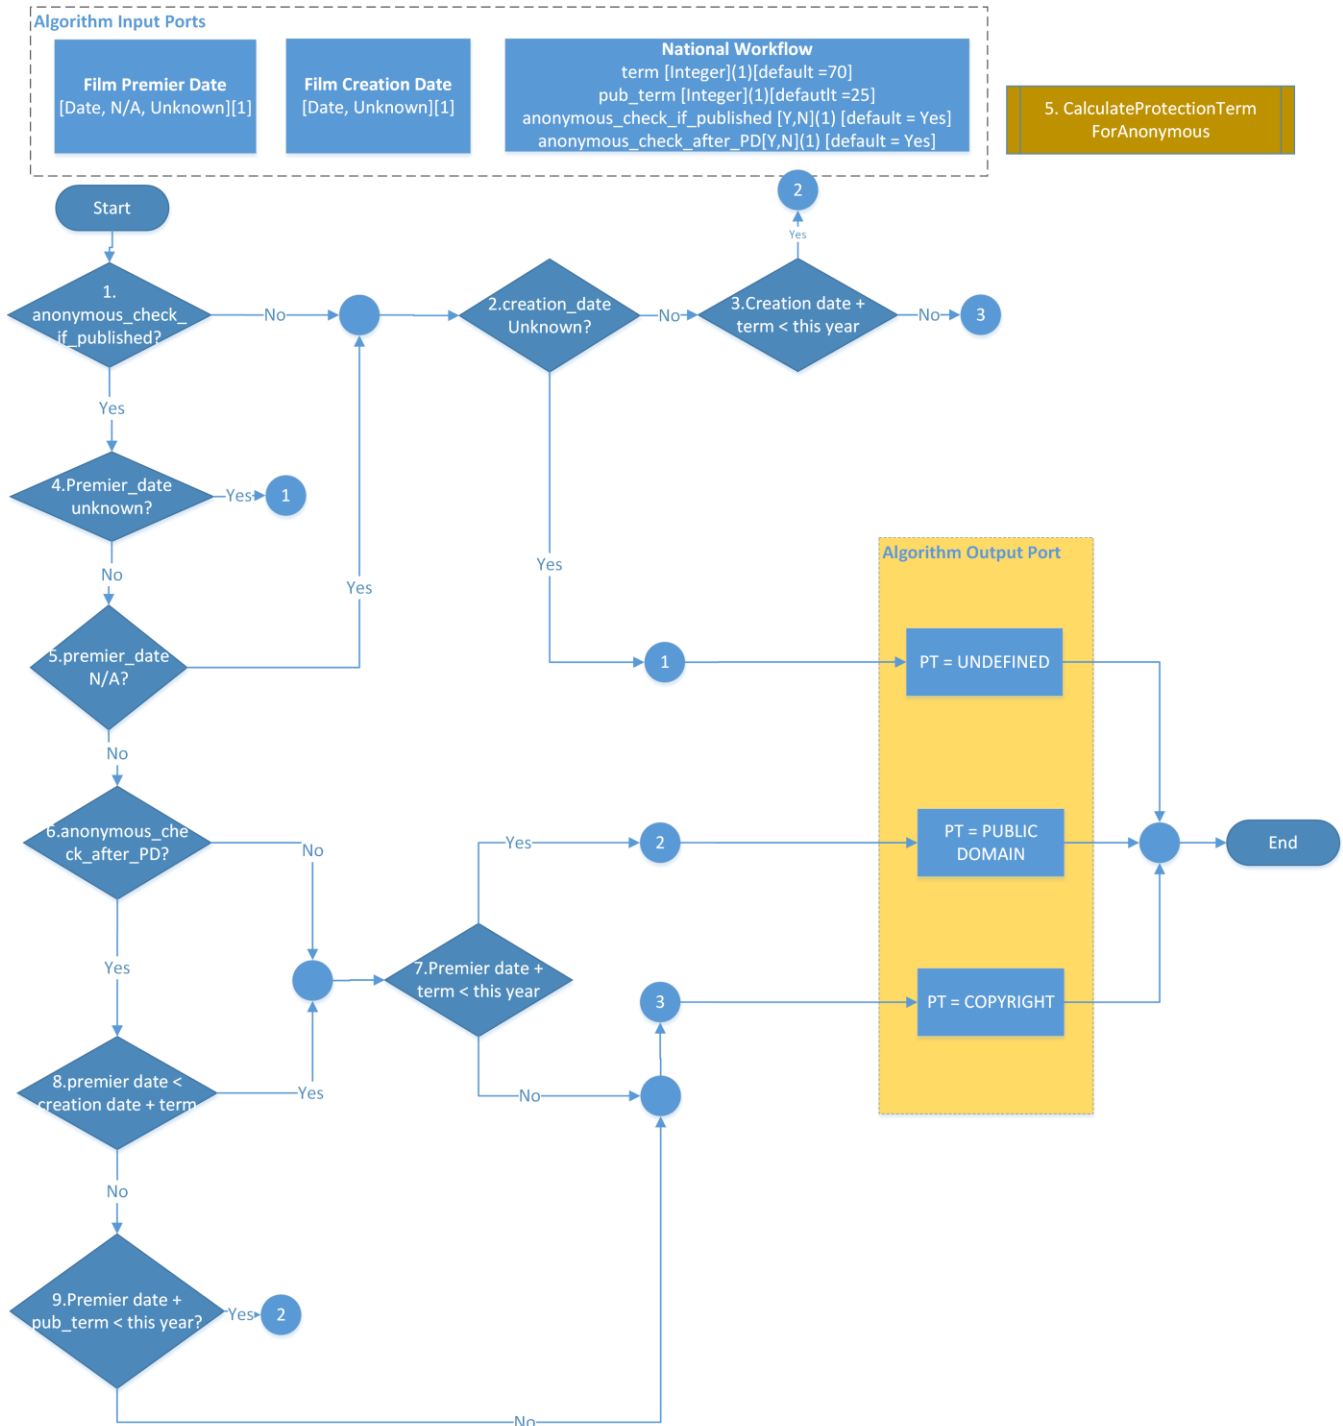 Algorithm Input Ports
Film Premier Date
[Date, N/A, Unknown][1]
Film Creation Date
[Date, Unknown][1]
National Workflow
term [Integer](1)[default =70]
pub_term [Integer](1)[defautlt =25]
anonymous_check_if_published [Y,N](1) [default = Yes]
anonymous_check_after_PD[Y,N](1) [default = Yes]
5. CalculateProtectionTerm
ForAnonymous
2
Start
Yes
1.
anonymous_check_
if_published?
No
2.creation_date
Unknown?
No
3.Creation date +
term < this year
No
3
Yes
4.Premier_date
unknown?
Yes
1
No
Yes
Yes
Algorithm Output Port
5.premier_date
N/A?
1
PT = UNDEFINED
No
6.anonymous_che
ck_after_PD?
No
Yes
2
PT = PUBLIC
DOMAIN
End
Yes
7.Premier date +
term < this year
3
PT = COPYRIGHT
8.premier date <
creation date + term
Yes
No
No
9.Premier date +
pub_term < this year?
Yes
2
No